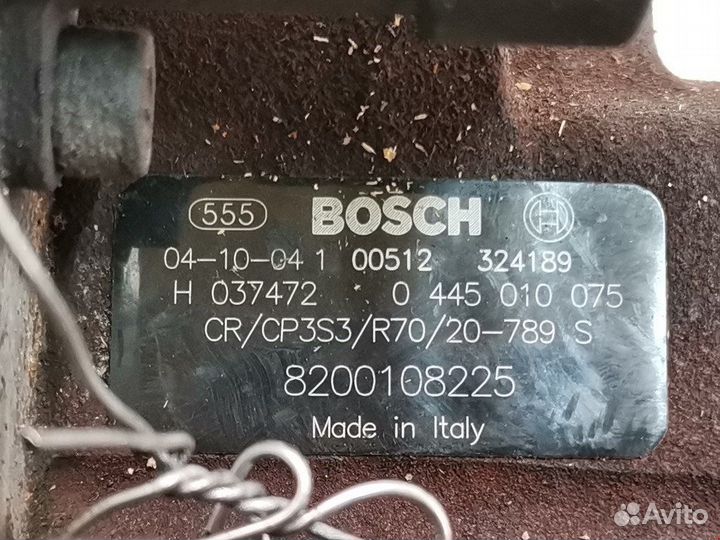 555 BOSCH
04-10-04 1 00512 324189
H 037472 0 445 010 075
CR/CP3S3/R70/20-789 S
8200108225
Made in Italy
Avito